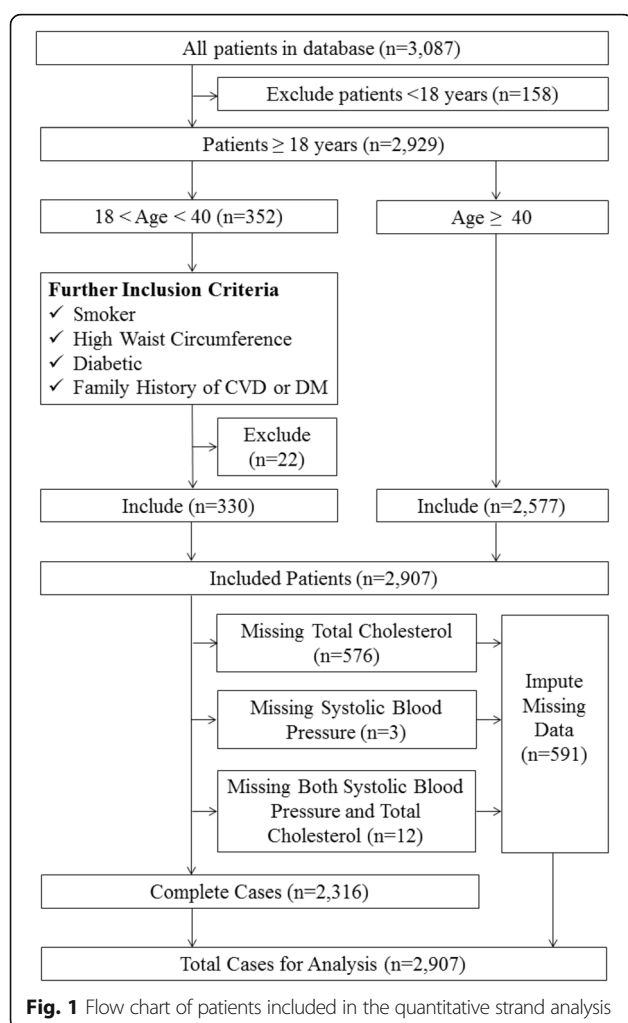 All patients in database (n=3,087)
Exclude patients <18 years (n=158)
Patients ≥ 18 years (n=2,929)
18 < Age < 40 (n=352)
Age ≥ 40
Further Inclusion Criteria
✓ Smoker
✓ High Waist Circumference
✓ Diabetic
✓ Family History of CVD or DM
Exclude
(n=22)
Include (n=330)
Include (n=2,577)
Included Patients (n=2,907)
Missing Total Cholesterol
(n=576)
Missing Systolic Blood
Pressure (n=3)
Missing Both Systolic Blood
Pressure and Total
Cholesterol (n=12)
Impute
Missing
Data
(n=591)
Complete Cases (n=2,316)
Total Cases for Analysis (n=2,907)
Fig. 1 Flow chart of patients included in the quantitative strand analysis